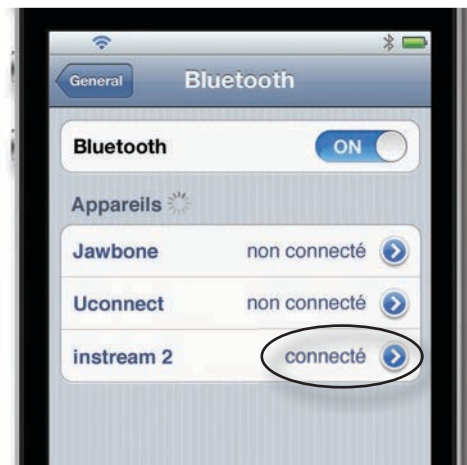 General Bluetooth
Bluetooth ON
Appareils
Jawbone non connecté
Uconnect non connecté
instream 2 connecté